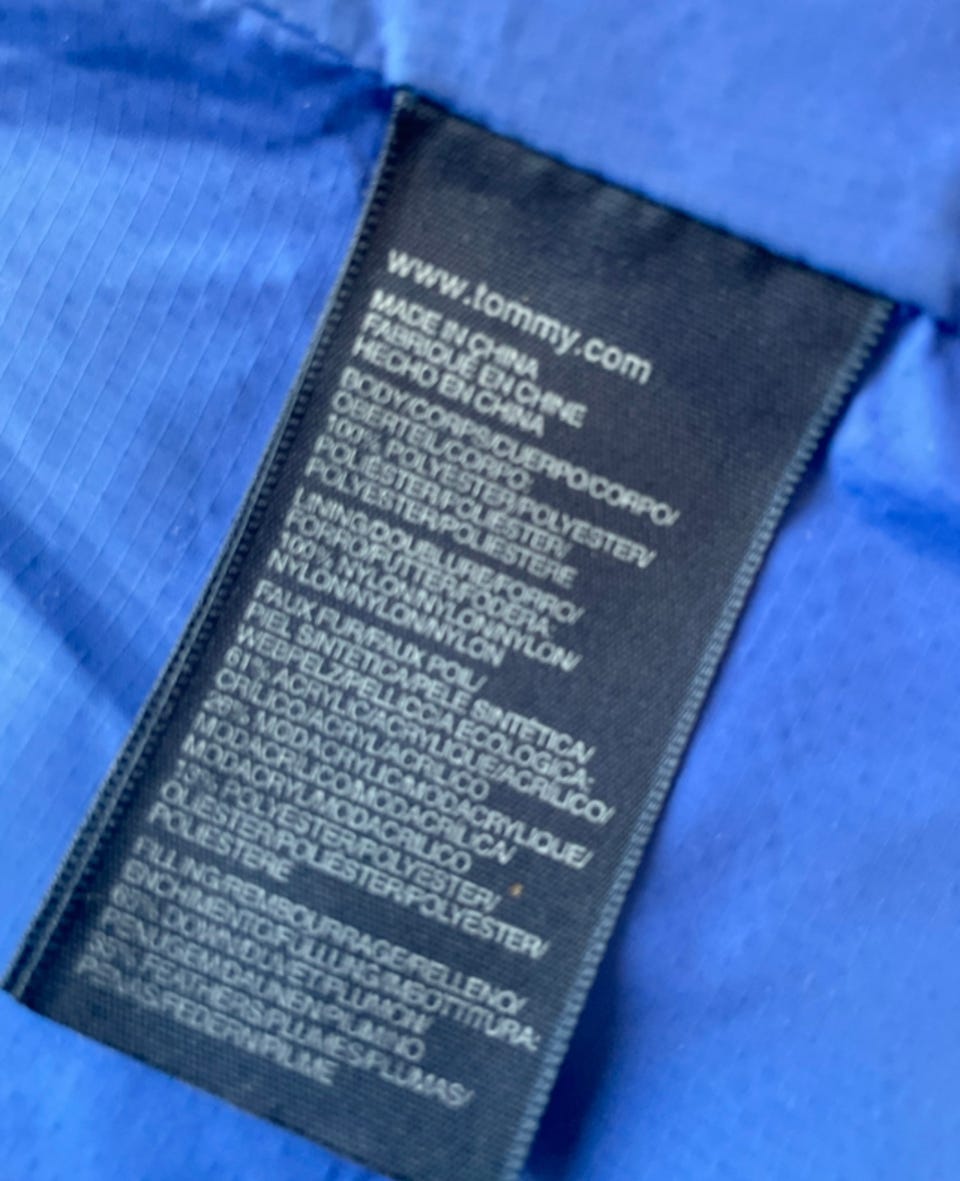 www.tommy.com
MADE IN CHINA
FABRIQUÉ EN CHINE
HECHO EN CHINA
BODY/CORPS/CUERPO/CORPO/
OBERTEIL/CORPO:
100% POLYESTER/POLYESTER/
POLIÉSTER/POLIÉSTER/
POLYESTER/POLIESTERE
LINING/DOUBLURE/FORRO/
FORRO/FUTTER/FODERA:
100% NYLON/NYLON/NYLON/
NYLON/NYLON/NYLON
FAUX FUR/FAUX POIL/
PIEL SINTÉTICA/PELE SINTÉTICA/
WEBPELZ/PELLICCIA ECOLOGICA:
61% ACRYLIC/ACRYLIQUE/ACRÍLICO/
CRÍLICO/ACRYL/ACRILICO
MODACRYLIC/MODACRYLIQUE/
MODACRÍLICO/MODACRÍLICA/
MODACRYL/MODACRILICO
POLYESTER/POLYESTER/
OLIÉSTER/POLIÉSTER/POLYESTER/
POLIESTERE
FILLING/REMBOURRAGE/RELLENO/
ENCHIMENTO/FÜLLUNG/IMBOTTITURA:
DOWN/DUVET/PLUMÓN/
PENUGEM/DAUNEN/PIUMINO
FEATHERS/PLUMES/PLUMAS/
PENAS/FEDERN/PIUME